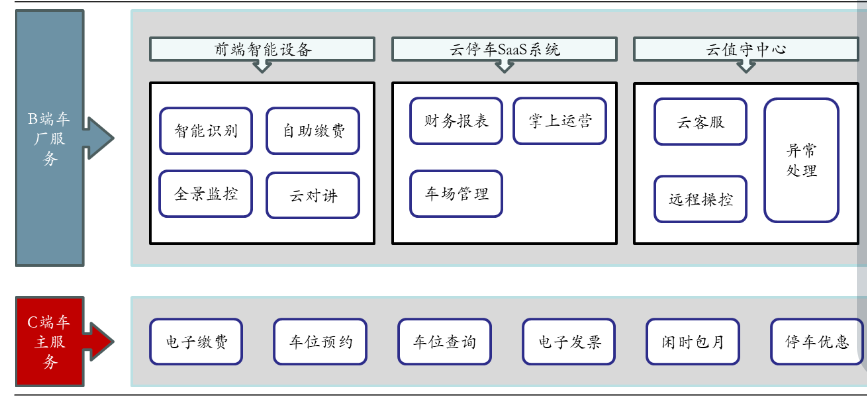 B端车
厂服
务
前端智能设备
智能识别
自助缴费
全景监控
云对讲
云停车SaaS系统
财务报表
掌上运营
车场管理
云值守中心
云客服
远程操控
异常
处理
C端车
主服
务
电子缴费
车位预约
车位查询
电子发票
闲时包月
停车优惠